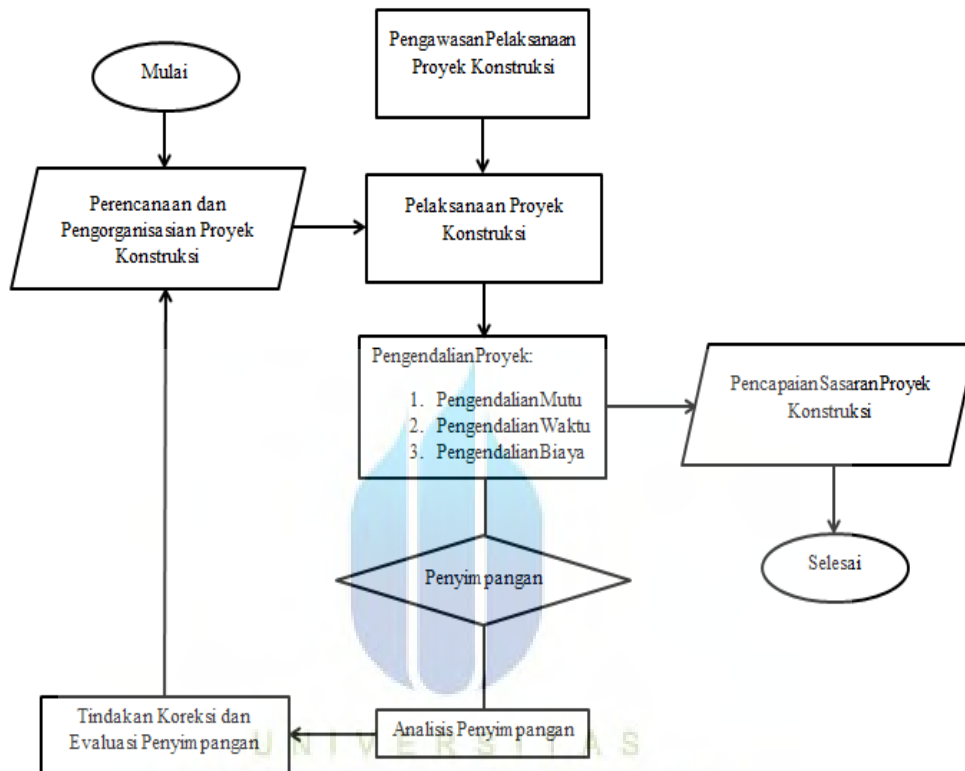 Mulai
Pengawasan Pelaksanaan
Proyek Konstruksi
Perencanaan dan
Pengorganisasian Proyek
Konstruksi
Pelaksanaan Proyek
Konstruksi
Pengendalian Proyek:
1. Pengendalian Mutu
2. Pengendalian Waktu
3. Pengendalian Biaya
Pencapaian Sasaran Proyek
Konstruksi
Penyimpangan
Selesai
Tindakan Koreksi dan
Evaluasi Penyimpangan
Analisis Penyimpangan
UNIVERSITAS